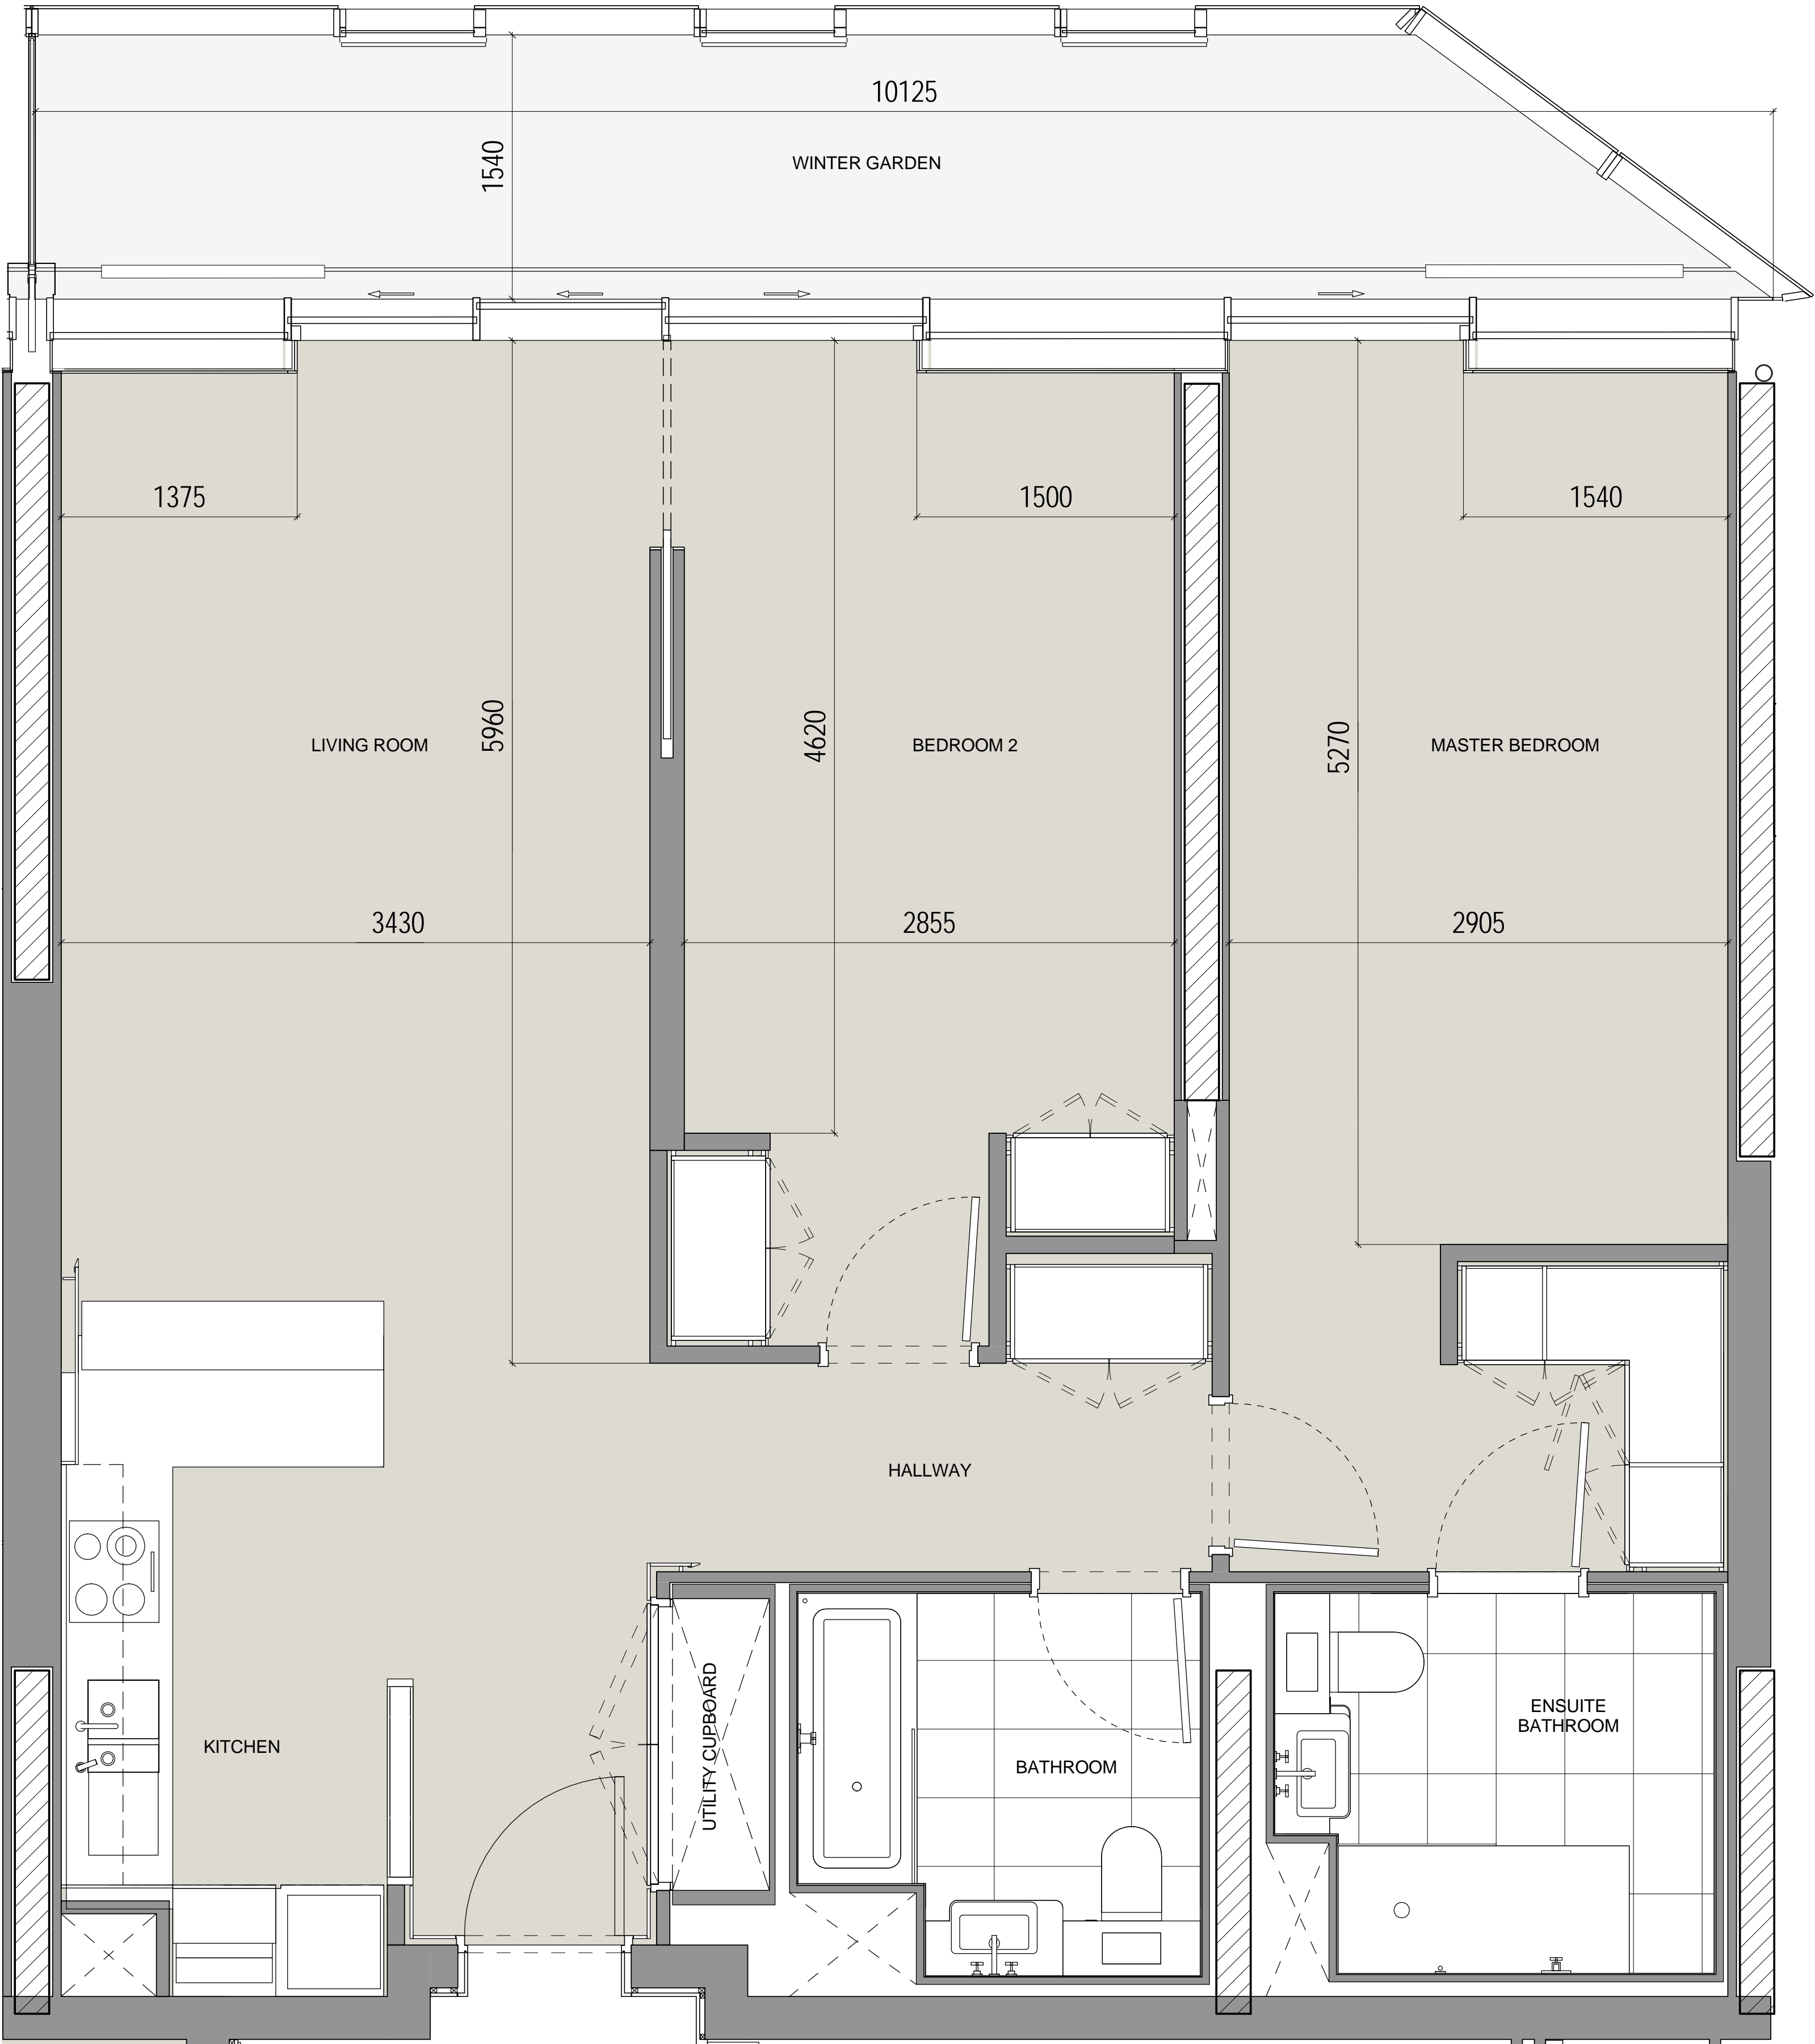 10125
1540
WINTER GARDEN
1375
1500
1540
LIVING ROOM
5960
4620
BEDROOM 2
5270
MASTER BEDROOM
3430
2855
2905
HALLWAY
KITCHEN
UTILITY CUPBOARD
BATHROOM
ENSUITE
BATHROOM